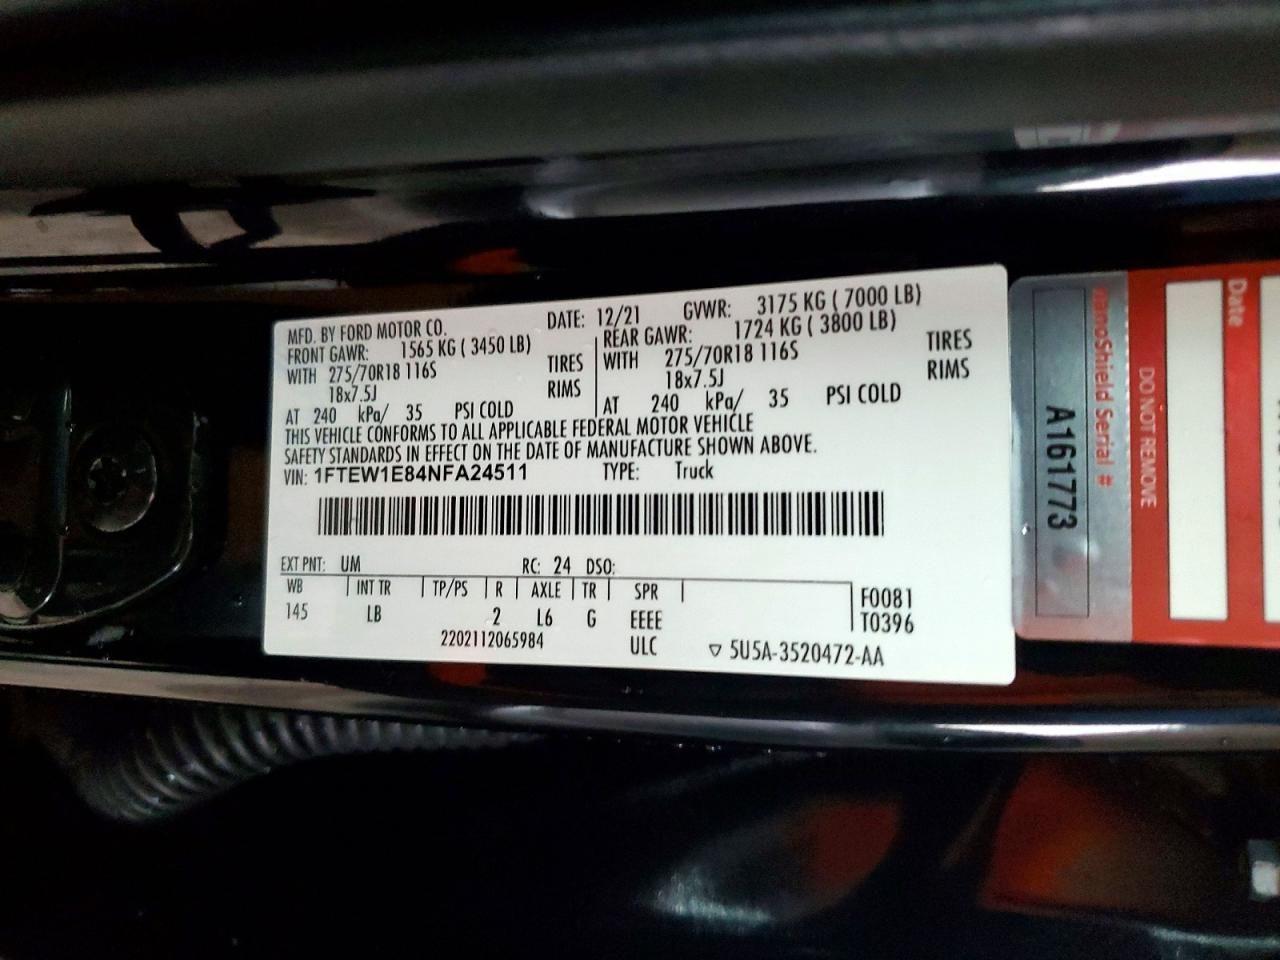 MFD. BY FORD MOTOR CO.
DATE: 12/21 GVWR: 3175 KG ( 7000 LB)
FRONT GAWR: 1565 KG ( 3450 LB) REAR GAWR: 1724 KG ( 3800 LB)
WITH 275/70R18 116S TIRES WITH 275/70R18 116S TIRES
18x7.5J RIMS 18x7.5J RIMS
AT 240 kPa/ 35 PSI COLD AT 240 kPa/ 35 PSI COLD
THIS VEHICLE CONFORMS TO ALL APPLICABLE FEDERAL MOTOR VEHICLE
SAFETY STANDARDS IN EFFECT ON THE DATE OF MANUFACTURE SHOWN ABOVE.
VIN: 1FTEW1E84NFA24511 TYPE: Truck
EXT PNT: UM RC: 24 DSO:
WB INT TR TP/PS R AXLE TR SPR F0081
145 LB 2 L6 G EEEE T0396
2202112065984 ULC ▽ 5U5A-3520472-AA
Date
DO NOT REMOVE
nanoShield Serial #
A161773